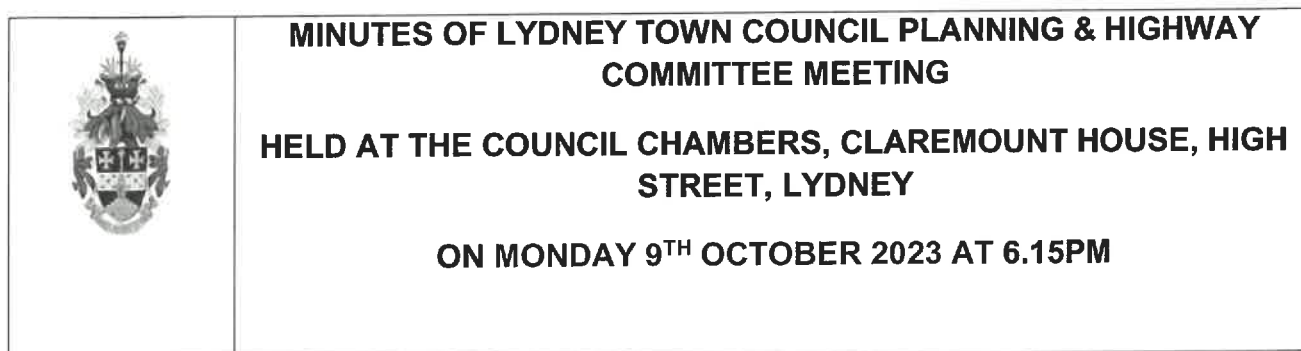 MINUTES OF LYDNEY TOWN COUNCIL PLANNING & HIGHWAY
COMMITTEE MEETING
HELD AT THE COUNCIL CHAMBERS, CLAREMOUNT HOUSE, HIGH
STREET, LYDNEY
ON MONDAY 9TH OCTOBER 2023 AT 6.15PM